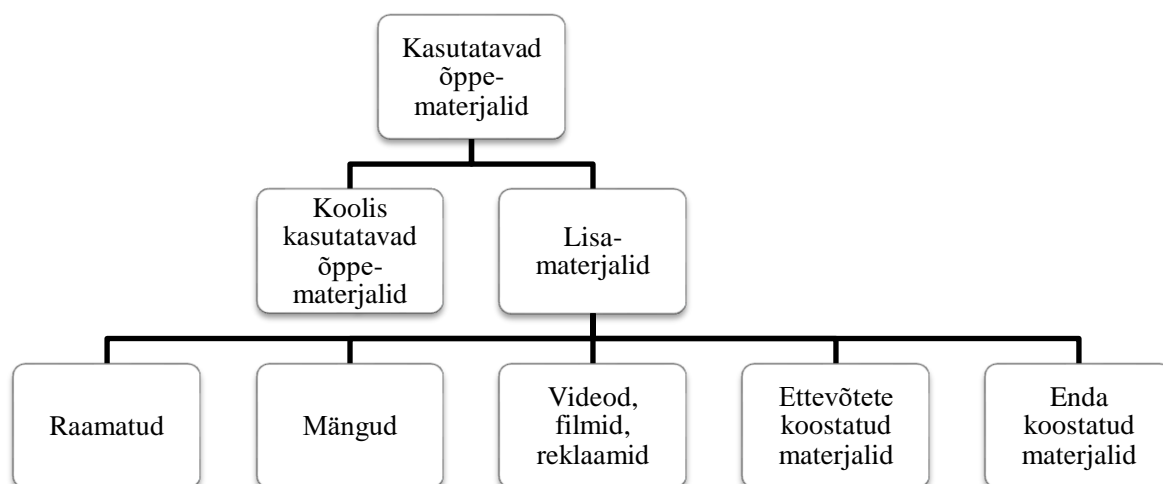 Kasutatavad
õppe-
materjalid
Koolis
kasutatavad
õppe-
materjalid
Lisa-
materjalid
Raamatud
Mängud
Videod,
filmid,
reklaamid
Ettevõtete
koostatud
materjalid
Enda
koostatud
materjalid